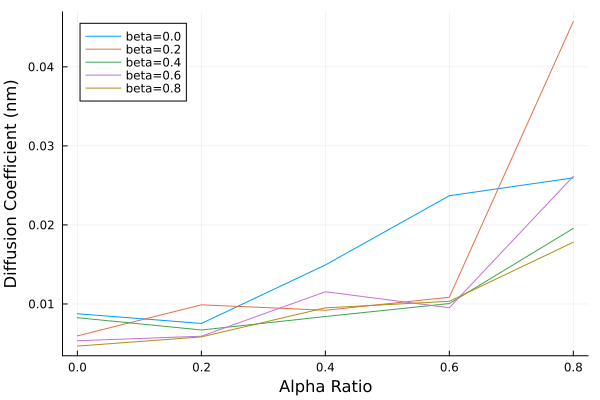 beta=0.0
beta=0.2
beta=0.4
beta=0.6
beta=0.8
0.04
0.03
0.02
0.01
Diffusion Coefficient (nm)
0.0 0.2 0.4 0.6 0.8
Alpha Ratio